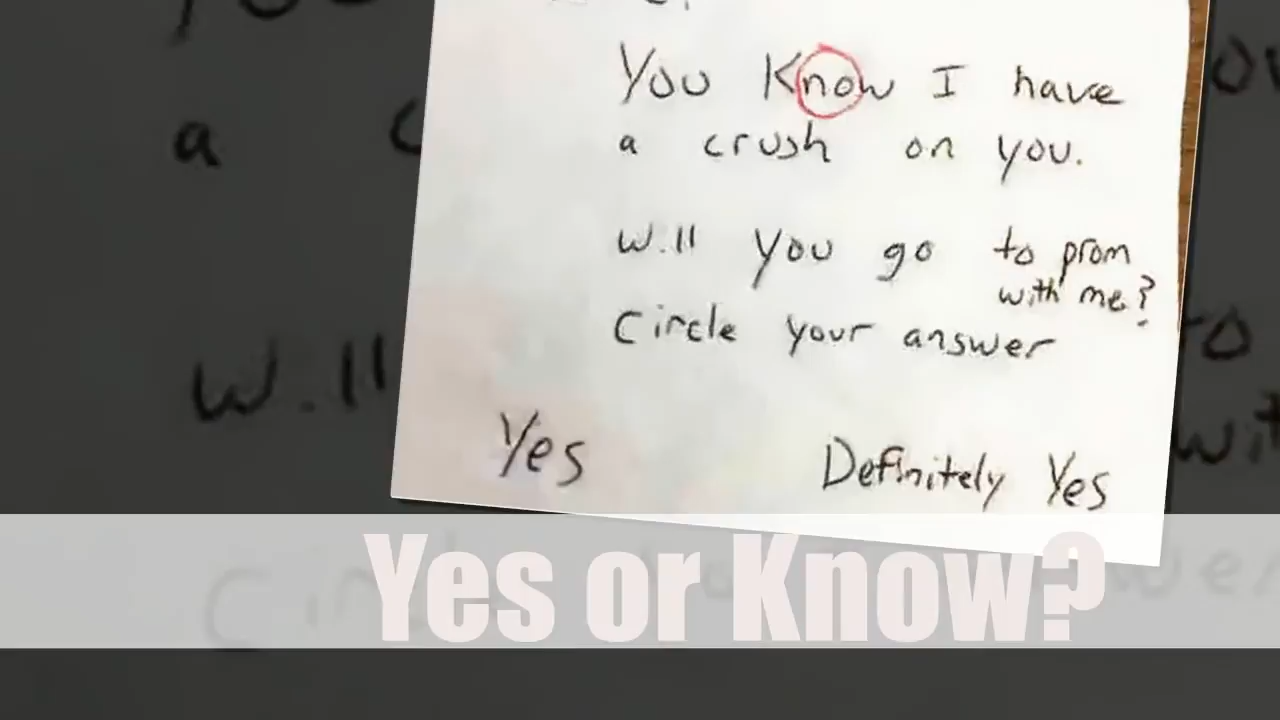 You Know I have
a crush on you.
Will you go to prom
with me?
Circle your answer
Yes Definitely Yes
Yes or Know?